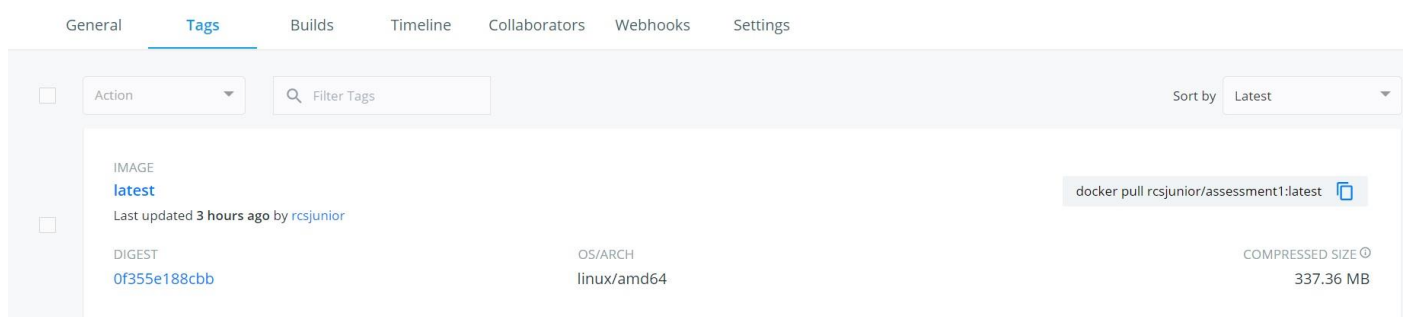 General Tags Builds Timeline Collaborators Webhooks Settings
Action Filter Tags Sort by Latest
IMAGE
latest
docker pull rcsjunior/assessment1:latest
Last updated 3 hours ago by rcsjunior
DIGEST OS/ARCH COMPRESSED SIZE
0f355e188cbb linux/amd64 337.36 MB